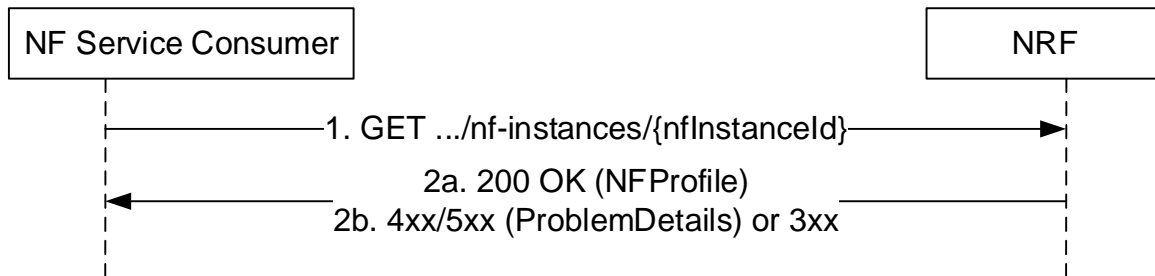 NF Service Consumer
NRF
1. GET .../nf-instances/{nfInstanceId}
2a. 200 OK (NFProfile)
2b. 4xx/5xx (ProblemDetails) or 3xx